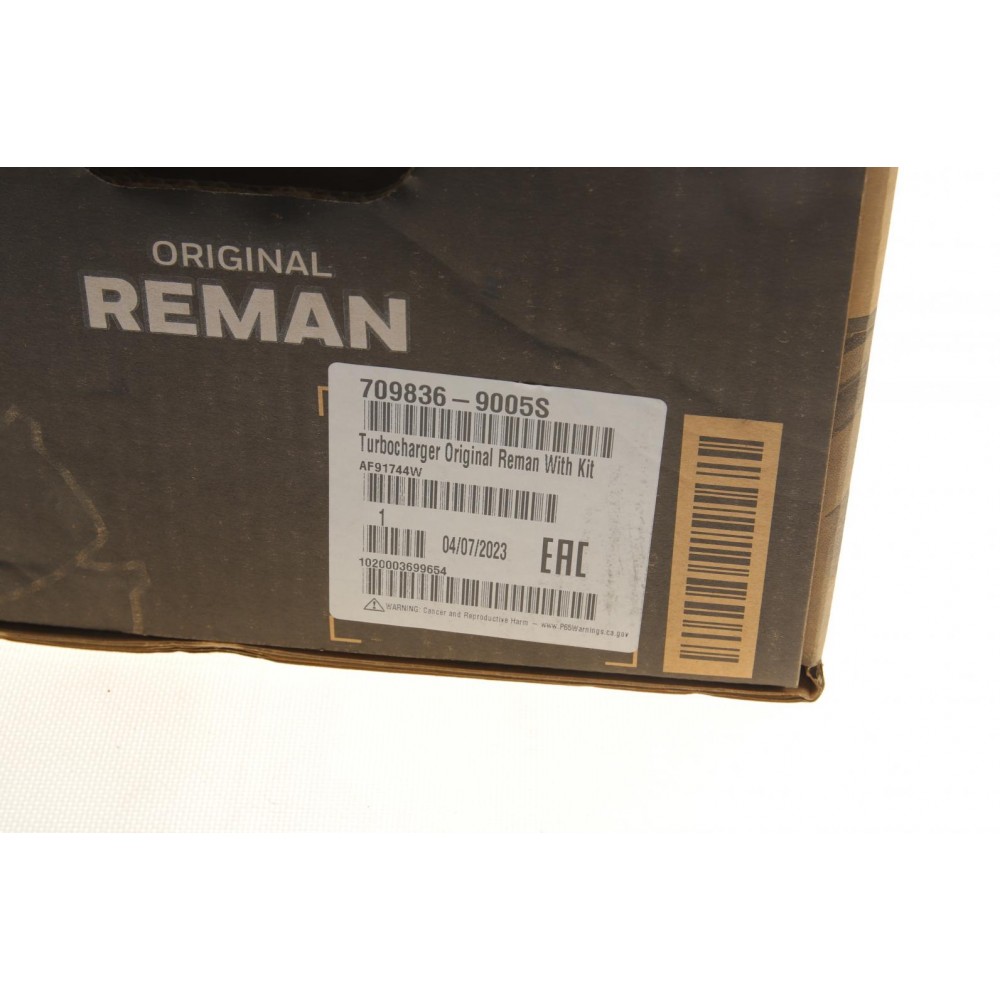 ORIGINAL
REMAN
709836-9005S
Turbocharger Original Reman With Kit
AF91744W
1
04/07/2023 EAC
1020003699654
WARNING: Cancer and Reproductive Harm - www.P65Warnings.ca.gov